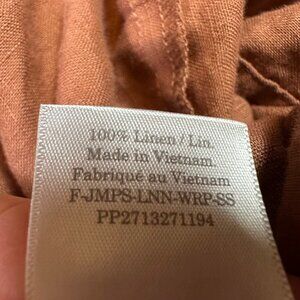 100% Linen / Lin.
Made in Vietnam.
Fabriqué au Vietnam
F-JMPS-LNN-WRP-SS
PP2713271194